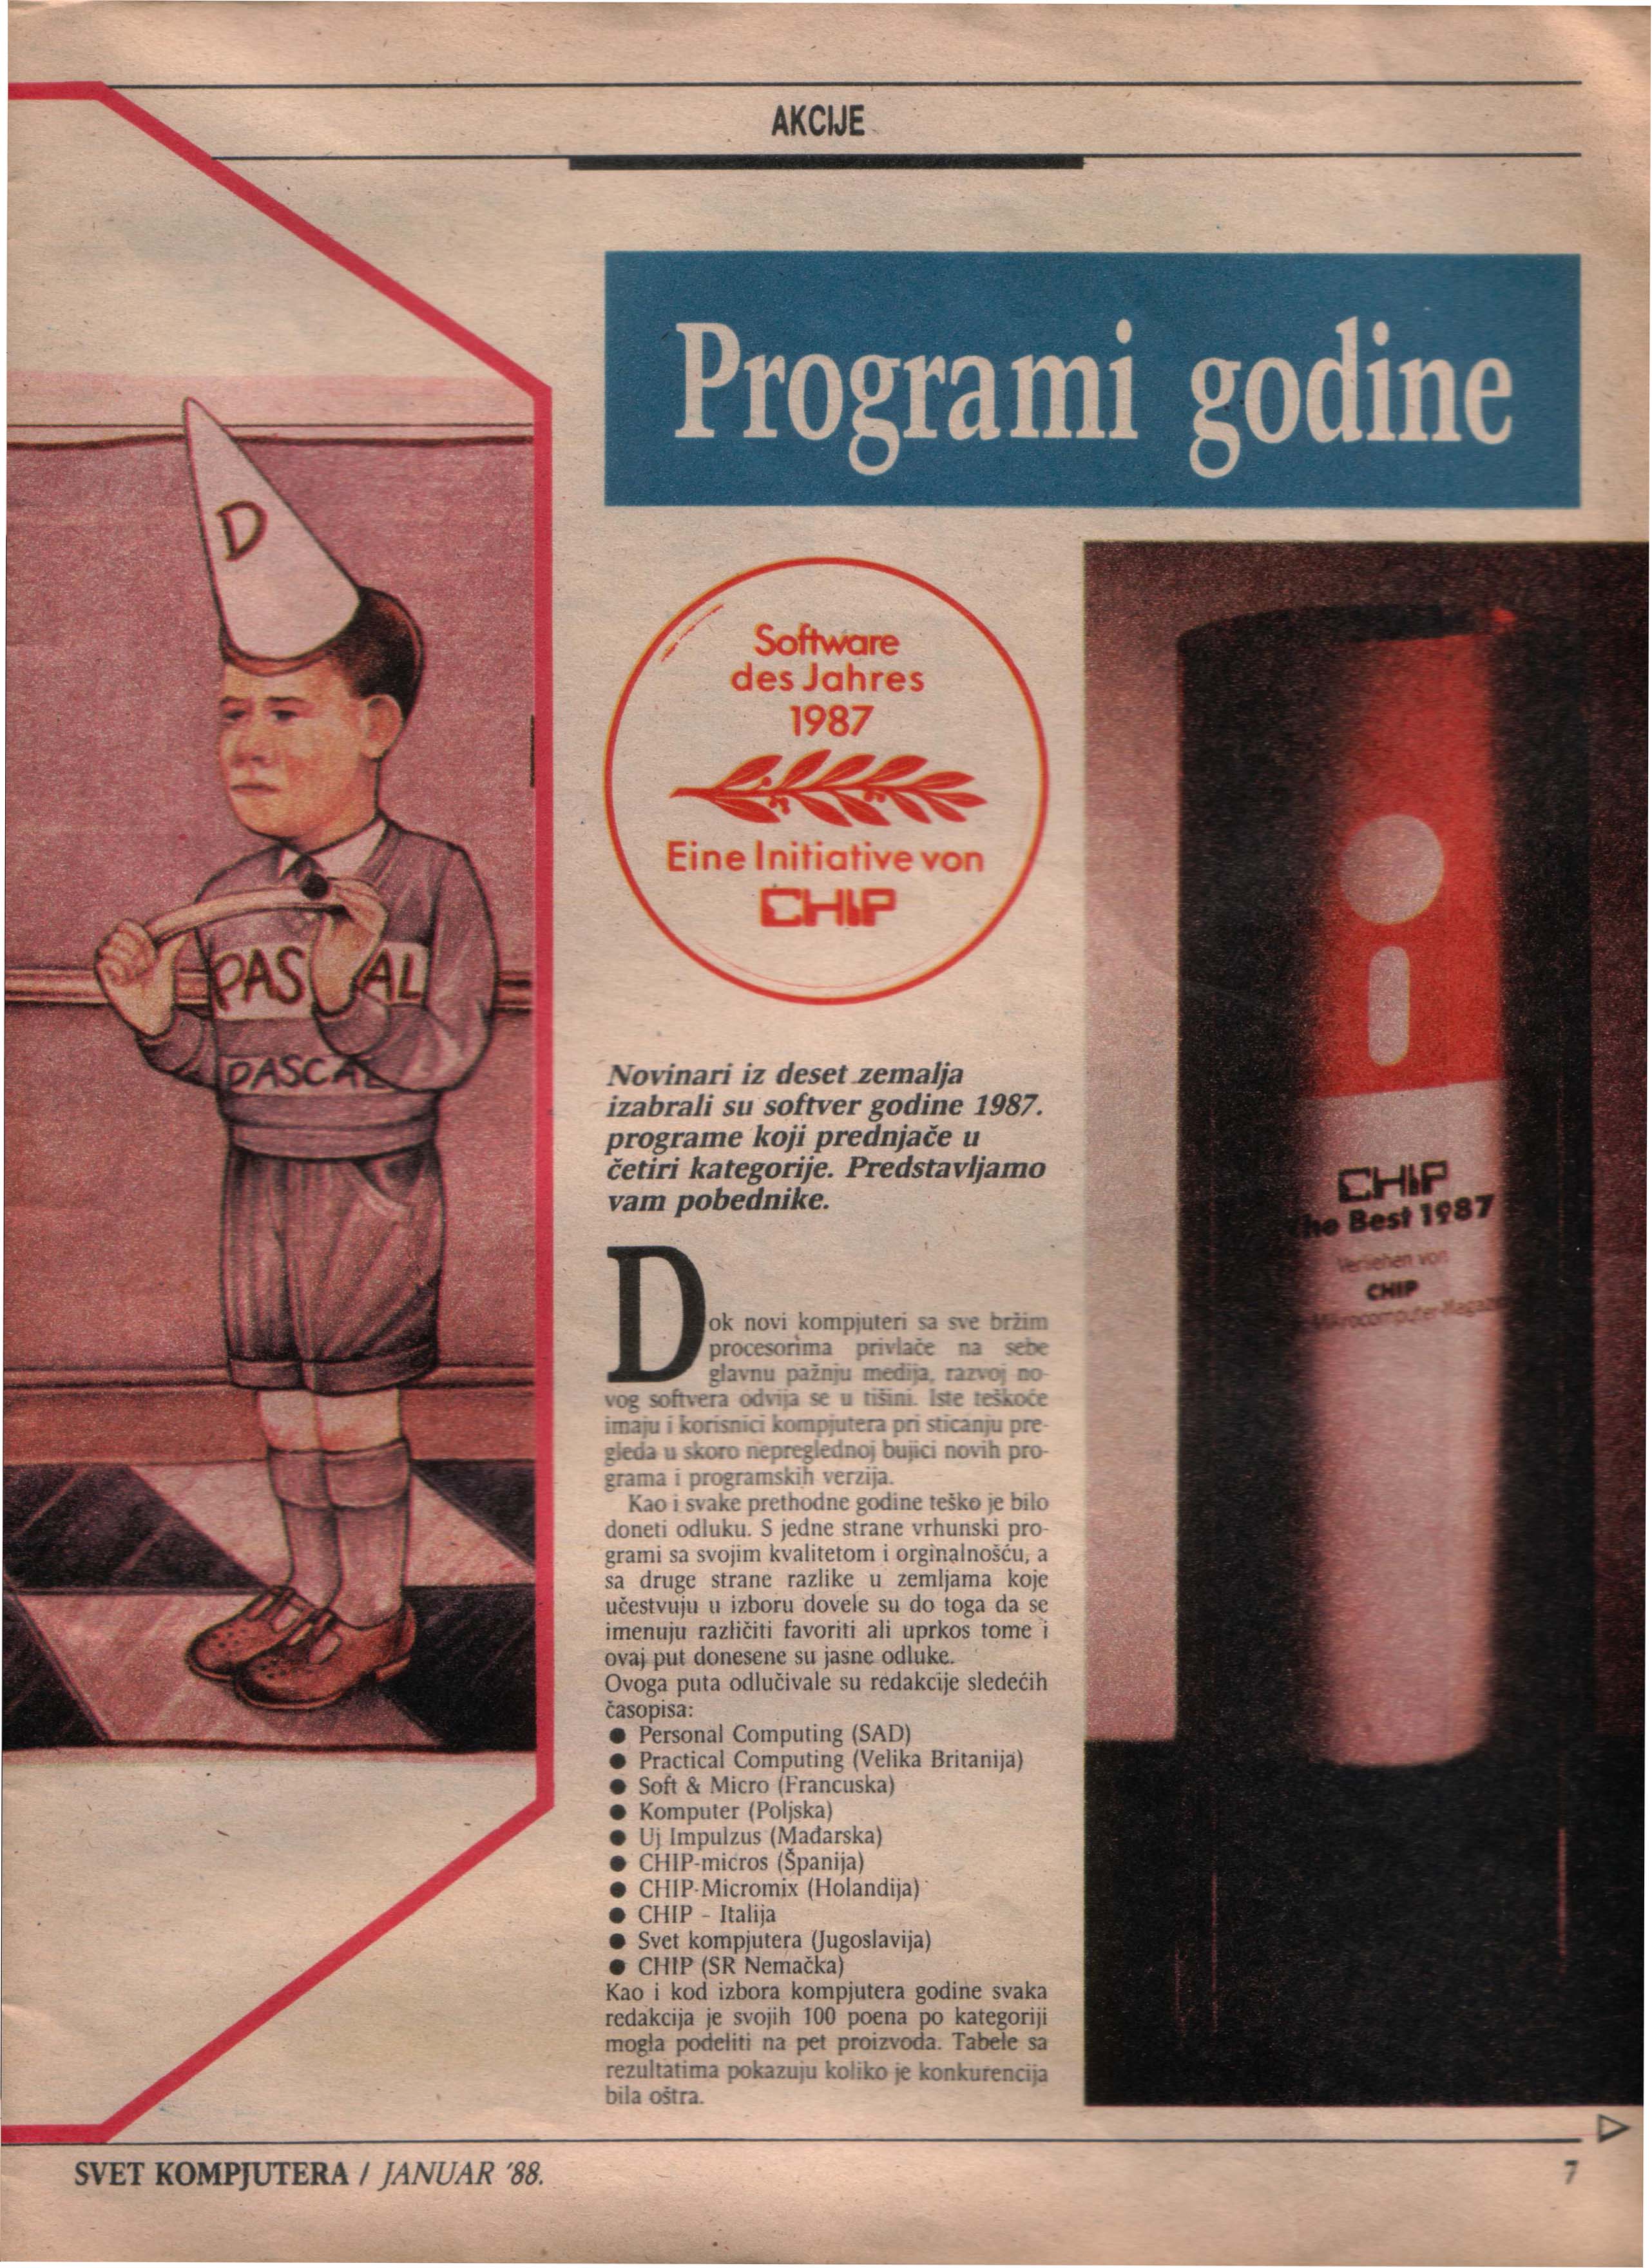 AKCIJE
Programi godine
D
PAS AL
PASCAL
Software
des Jahres
1987
Eine Initiative von
CHIP
CHIP
he Best 1987
Verliehen von
CHIP
Mikrocomputer-Magazin
Novinari iz deset zemalja
izabrali su softver godine 1987.
programe koji prednjače u
četiri kategorije. Predstavljamo
vam pobednike.
Dok novi kompjuteri sa sve bržim
procesorima privlače na sebe
glavnu pažnju medija, razvoj no-
vog softvera odvija se u tišini. Iste teškoće
imaju i korisnici kompjutera pri sticanju pre-
gleda u skoro nepreglednoj bujici novih pro-
grama i programskih verzija.
Kao i svake prethodne godine teško je bilo
doneti odluku. S jedne strane vrhunski pro-
grami sa svojim kvalitetom i orginalnošću, a
sa druge strane razlike u zemljama koje
učestvuju u izboru dovele su do toga da se
imenuju različiti favoriti ali uprkos tome i
ovaj put donesene su jasne odluke.
Ovoga puta odlučivale su redakcije sledećih
časopisa:
● Personal Computing (SAD)
● Practical Computing (Velika Britanija)
● Soft & Micro (Francuska)
● Komputer (Poljska)
● Uj Impulzus (Mađarska)
● CHIP-micros (Španija)
● CHIP-Micromix (Holandija)
● CHIP - Italija
● Svet kompjutera (Jugoslavija)
● CHIP (SR Nemačka)
Kao i kod izbora kompjutera godine svaka
redakcija je svojih 100 poena po kategoriji
mogla podeliti na pet proizvoda. Tabele sa
rezultatima pokazuju koliko je konkurencija
bila oštra.
SVET KOMPJUTERA / JANUAR '88.
7